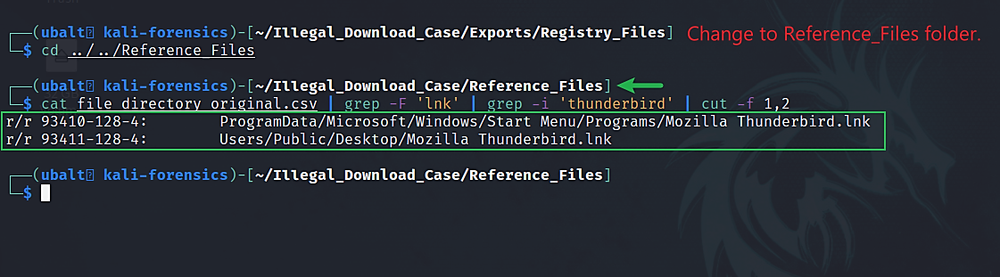 ┌──(ubalt㉿ kali-forensics)-[~/Illegal_Download_Case/Exports/Registry_Files] Change to Reference_Files folder.
└─$ cd ../../Reference_Files
┌──(ubalt㉿ kali-forensics)-[~/Illegal_Download_Case/Reference_Files]
└─$ cat file_directory_original.csv | grep -F 'lnk' | grep -i 'thunderbird' | cut -f 1,2
r/r 93410-128-4:        ProgramData/Microsoft/Windows/Start Menu/Programs/Mozilla Thunderbird.lnk
r/r 93411-128-4:        Users/Public/Desktop/Mozilla Thunderbird.lnk
┌──(ubalt㉿ kali-forensics)-[~/Illegal_Download_Case/Reference_Files]
└─$